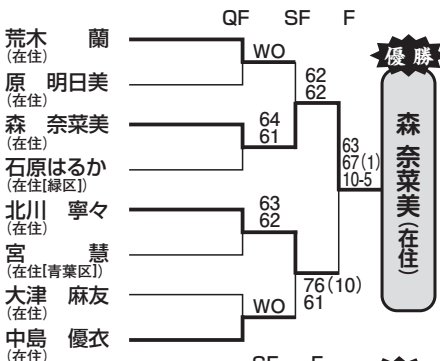 QF SF F
荒木 蘭
(在住)
WO
原 明日美
(在住)
62
62
森 奈菜美
(在住)
64
61
石原はるか
(在住[緑区])
63
67(1)
10-5
北川 寧々
(在住)
63
62
宮 慧
(在住[青葉区])
76(10)
61
大津 麻友
(在住)
WO
中島 優衣
(在住)
優勝
森 奈菜美(在住)